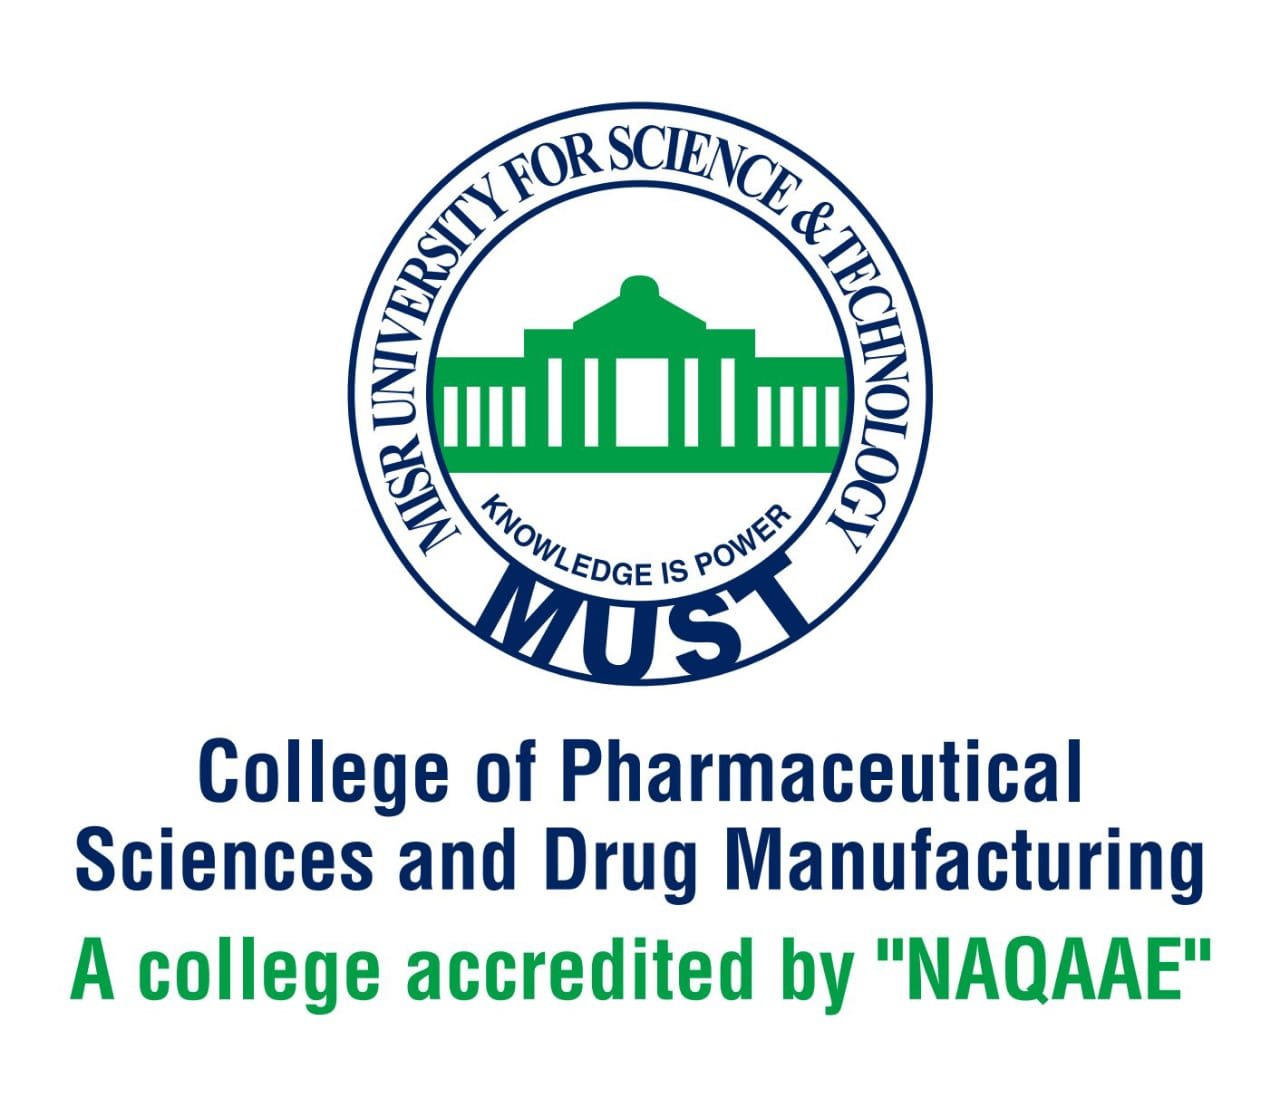 MISR UNIVERSITY FOR SCIENCE & TECHNOLOGY
KNOWLEDGE IS POWER
MUST
College of Pharmaceutical
Sciences and Drug Manufacturing
A college accredited by "NAQAAE"